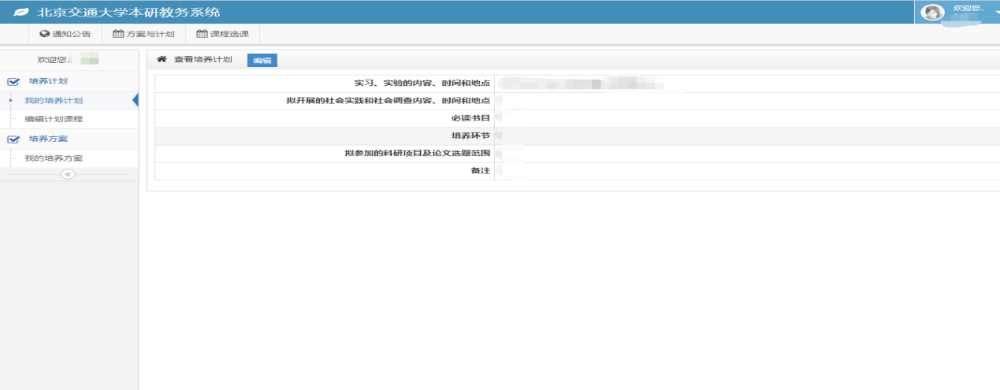 北京交通大学本研教务系统
欢迎您,
通知公告 方案与计划 课程选课
欢迎您,
查看培养计划 编辑
培养计划
我的培养计划
编辑计划课程
培养方案
我的培养方案
实习、实验的内容、时间和地点
拟开展的社会实践和社会调查内容、时间和地点
必读书目
培养环节
拟参加的科研项目及论文选题范围
备注